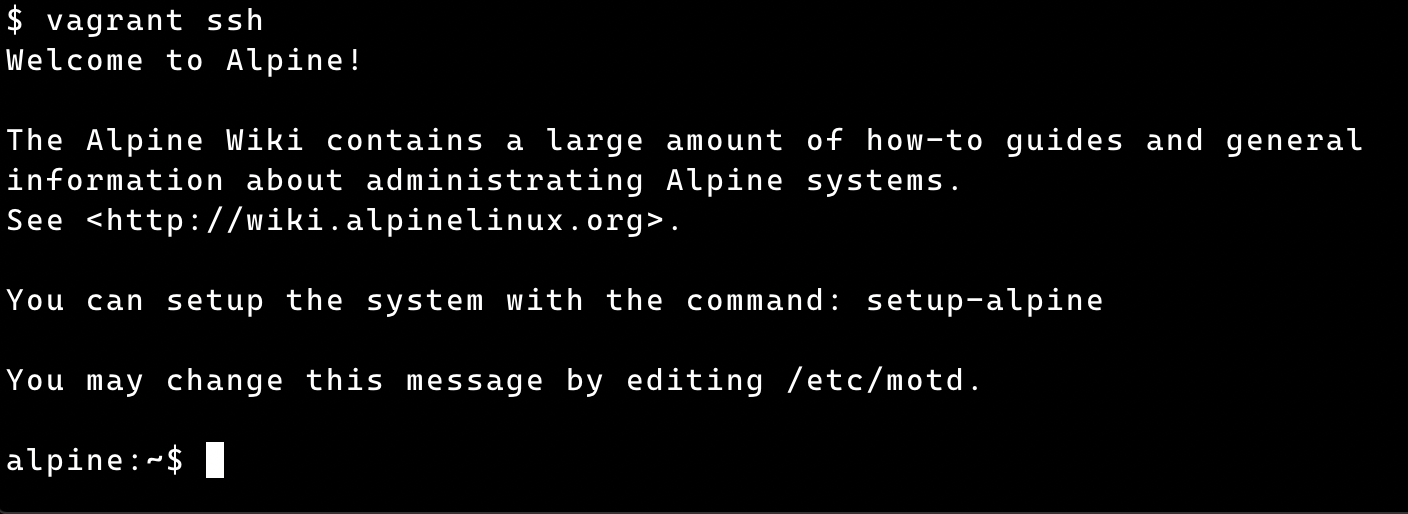 $ vagrant ssh
Welcome to Alpine!
The Alpine Wiki contains a large amount of how-to guides and general
information about administrating Alpine systems.
See <http://wiki.alpinelinux.org>.
You can setup the system with the command: setup-alpine
You may change this message by editing /etc/motd.
alpine:~$